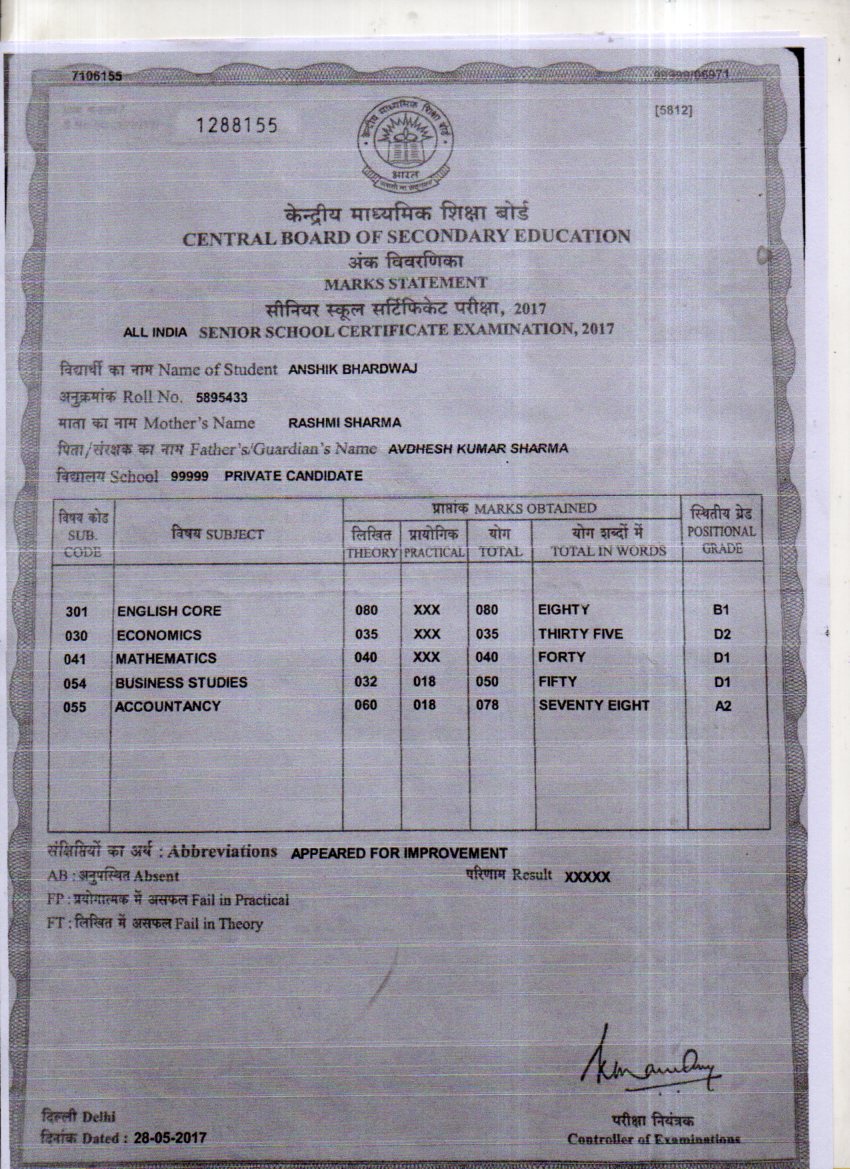 7106155
99999/06971
1288155
[5812]
भारत
केन्द्रीय माध्यमिक शिक्षा बोर्ड
CENTRAL BOARD OF SECONDARY EDUCATION
अंक विवरणिका
MARKS STATEMENT
सीनियर स्कूल सर्टिफिकेट परीक्षा, 2017
ALL INDIA SENIOR SCHOOL CERTIFICATE EXAMINATION, 2017
विद्यार्थी का नाम Name of Student ANSHIK BHARDWAJ
अनुक्रमांक Roll No. 5895433
माता का नाम Mother's Name RASHMI SHARMA
पिता/संरक्षक का नाम Father's/Guardian's Name AVDHESH KUMAR SHARMA
विद्यालय School 99999 PRIVATE CANDIDATE
विषय कोड SUB. CODE विषय SUBJECT प्राप्तांक MARKS OBTAINED स्थितीय ग्रेड POSITIONAL GRADE
लिखित THEORY प्रायोगिक PRACTICAL योग TOTAL योग शब्दों में TOTAL IN WORDS
301 ENGLISH CORE 080 XXX 080 EIGHTY B1
030 ECONOMICS 035 XXX 035 THIRTY FIVE D2
041 MATHEMATICS 040 XXX 040 FORTY D1
054 BUSINESS STUDIES 032 018 050 FIFTY D1
055 ACCOUNTANCY 060 018 078 SEVENTY EIGHT A2
संक्षिप्तियों का अर्थ : Abbreviations APPEARED FOR IMPROVEMENT
AB : अनुपस्थित Absent परिणाम Result XXXXX
FP : प्रयोगात्मक में असफल Fail in Practical
FT : लिखित में असफल Fail in Theory
दिल्ली Delhi
दिनांक Dated : 28-05-2017
परीक्षा नियंत्रक
Controller of Examinations